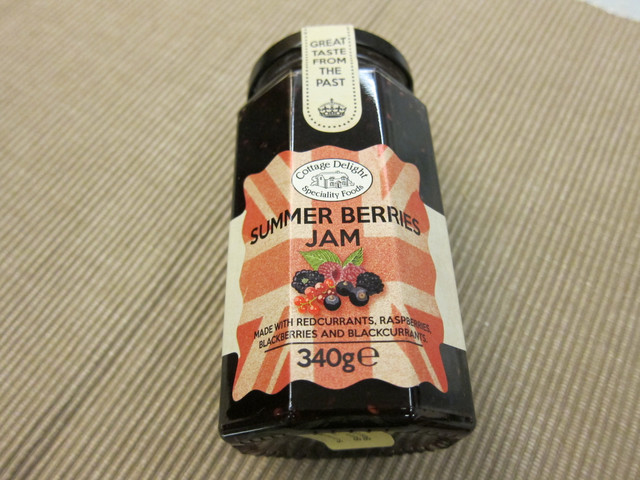 GREAT
TASTE
FROM
THE
PAST
Cottage Delight
Speciality Foods
SUMMER BERRIES
JAM
MADE WITH REDCURRANTS, RASPBERRIES,
BLACKBERRIES AND BLACKCURRANTS.
340g℮